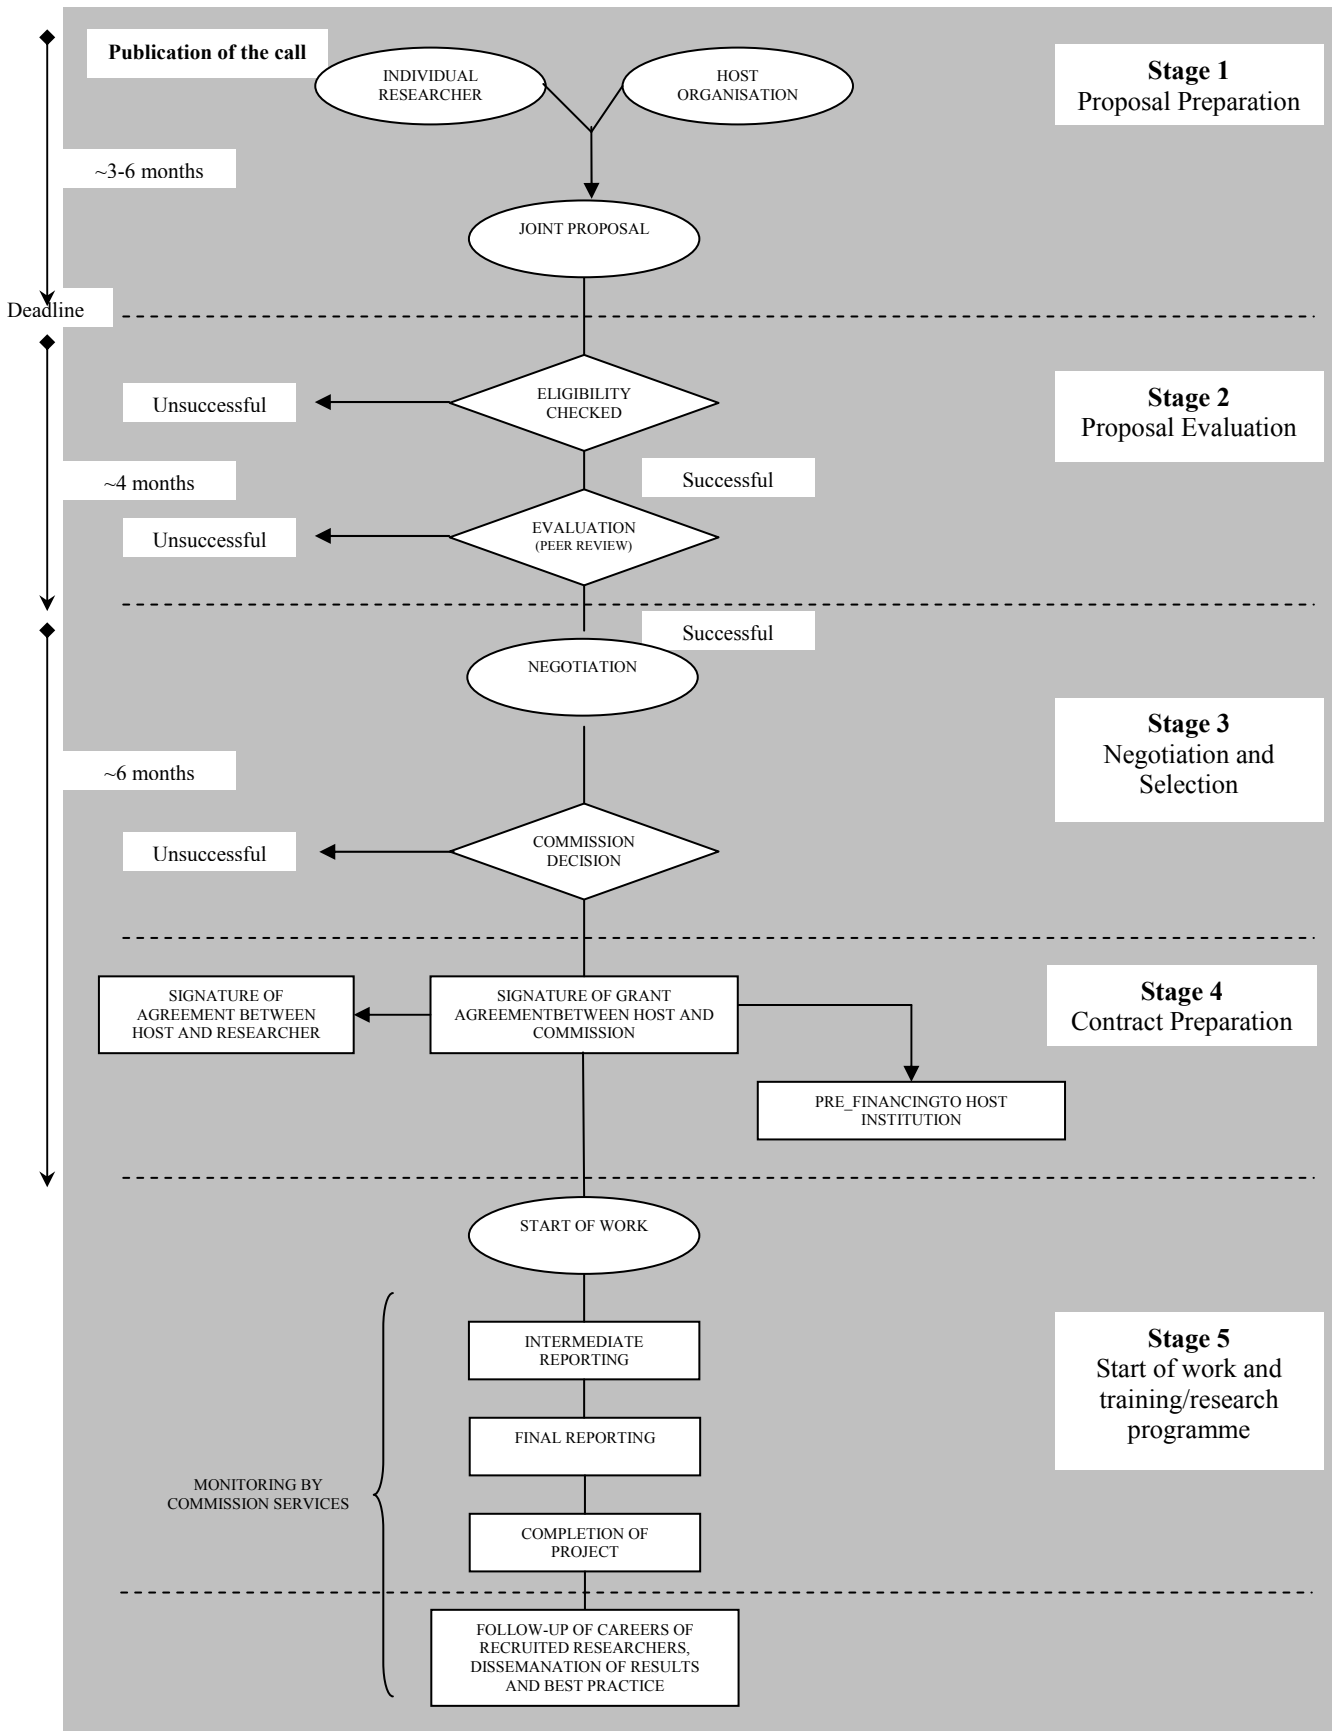 Publication of the call
INDIVIDUAL
RESEARCHER
HOST
ORGANISATION
Stage 1
Proposal Preparation
~3-6 months
JOINT PROPOSAL
Deadline
Unsuccessful
ELIGIBILITY
CHECKED
Stage 2
Proposal Evaluation
~4 months
Successful
Unsuccessful
EVALUATION
(PEER REVIEW)
Successful
NEGOTIATION
Stage 3
Negotiation and
Selection
~6 months
Unsuccessful
COMMISSION
DECISION
SIGNATURE OF
AGREEMENT BETWEEN
HOST AND RESEARCHER
SIGNATURE OF GRANT
AGREEMENTBETWEEN HOST AND
COMMISSION
Stage 4
Contract Preparation
PRE_FINANCINGTO HOST
INSTITUTION
START OF WORK
INTERMEDIATE
REPORTING
Stage 5
Start of work and
training/research
programme
FINAL REPORTING
MONITORING BY
COMMISSION SERVICES
COMPLETION OF
PROJECT
FOLLOW-UP OF CAREERS OF
RECRUITED RESEARCHERS,
DISSEMANATION OF RESULTS
AND BEST PRACTICE